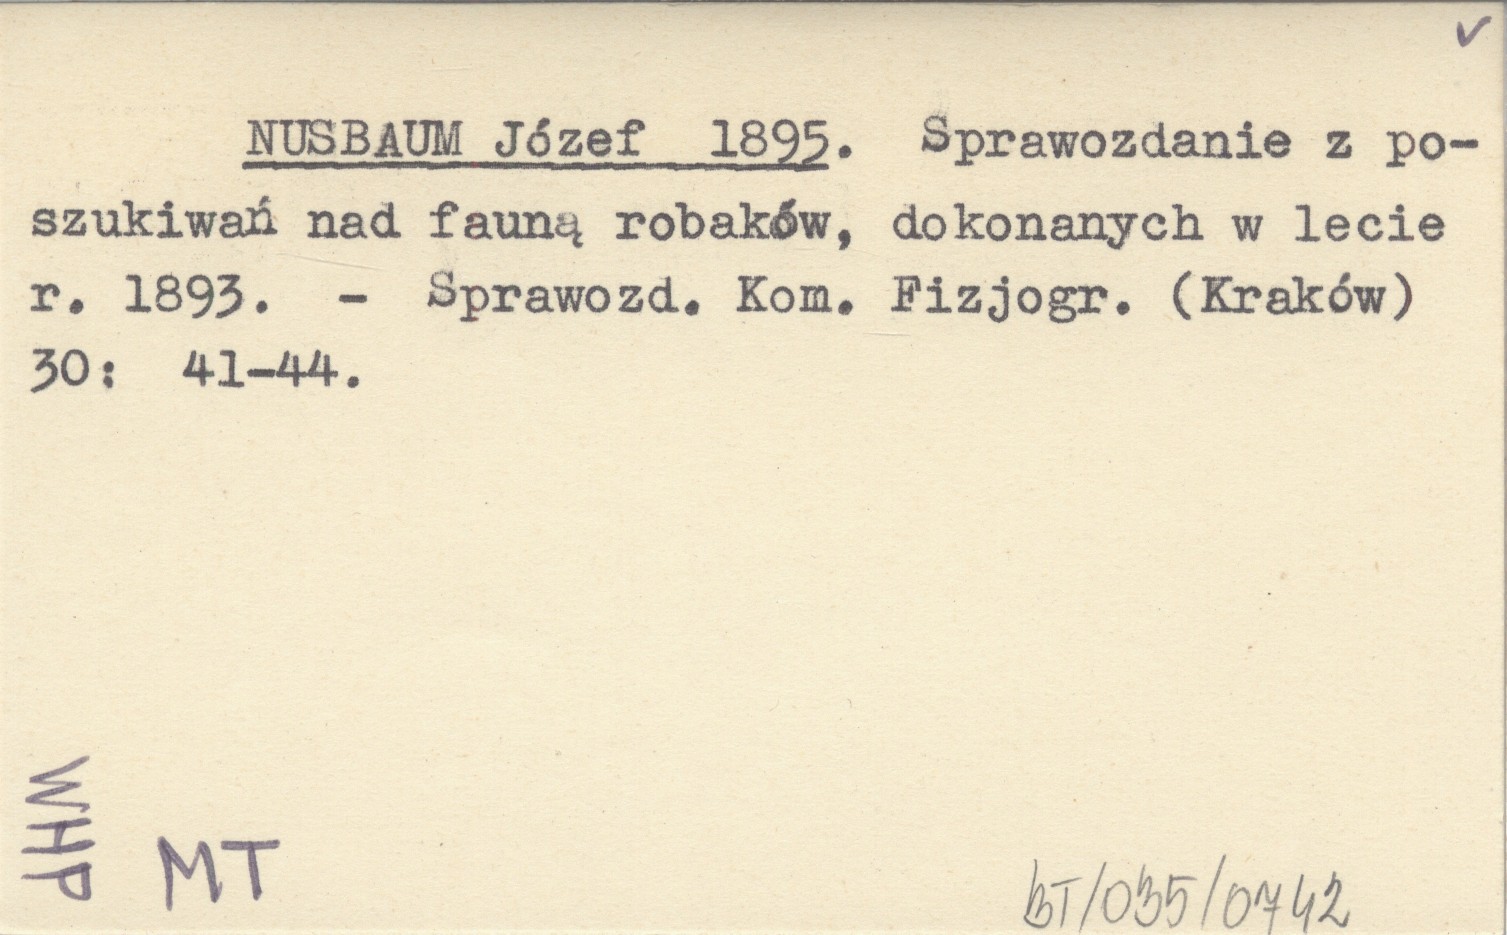 ✓
NUSBAUM Józef 1895. Sprawozdanie z po-
szukiwań nad fauną robaków, dokonanych w lecie
r. 1893. - Sprawozd. Kom. Fizjogr. (Kraków)
30: 41-44.
WHP
MT
BT/035/0742